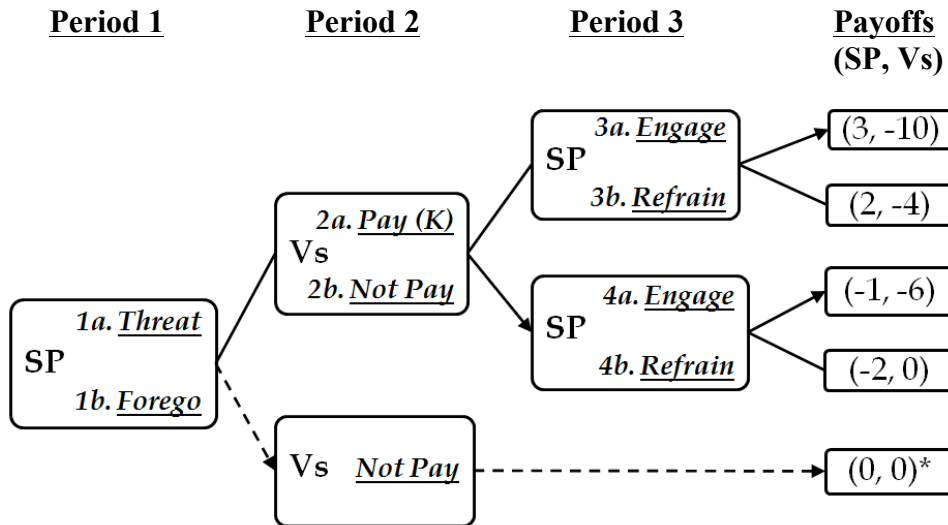 Period 1 Period 2 Period 3 Payoffs
(SP, Vs)
3a. Engage
SP
3b. Refrain
(3, -10)
(2, -4)
2a. Pay (K)
Vs
2b. Not Pay
4a. Engage
SP
4b. Refrain
(-1, -6)
(-2, 0)
1a. Threat
SP
1b. Forego
Vs Not Pay
(0, 0)*